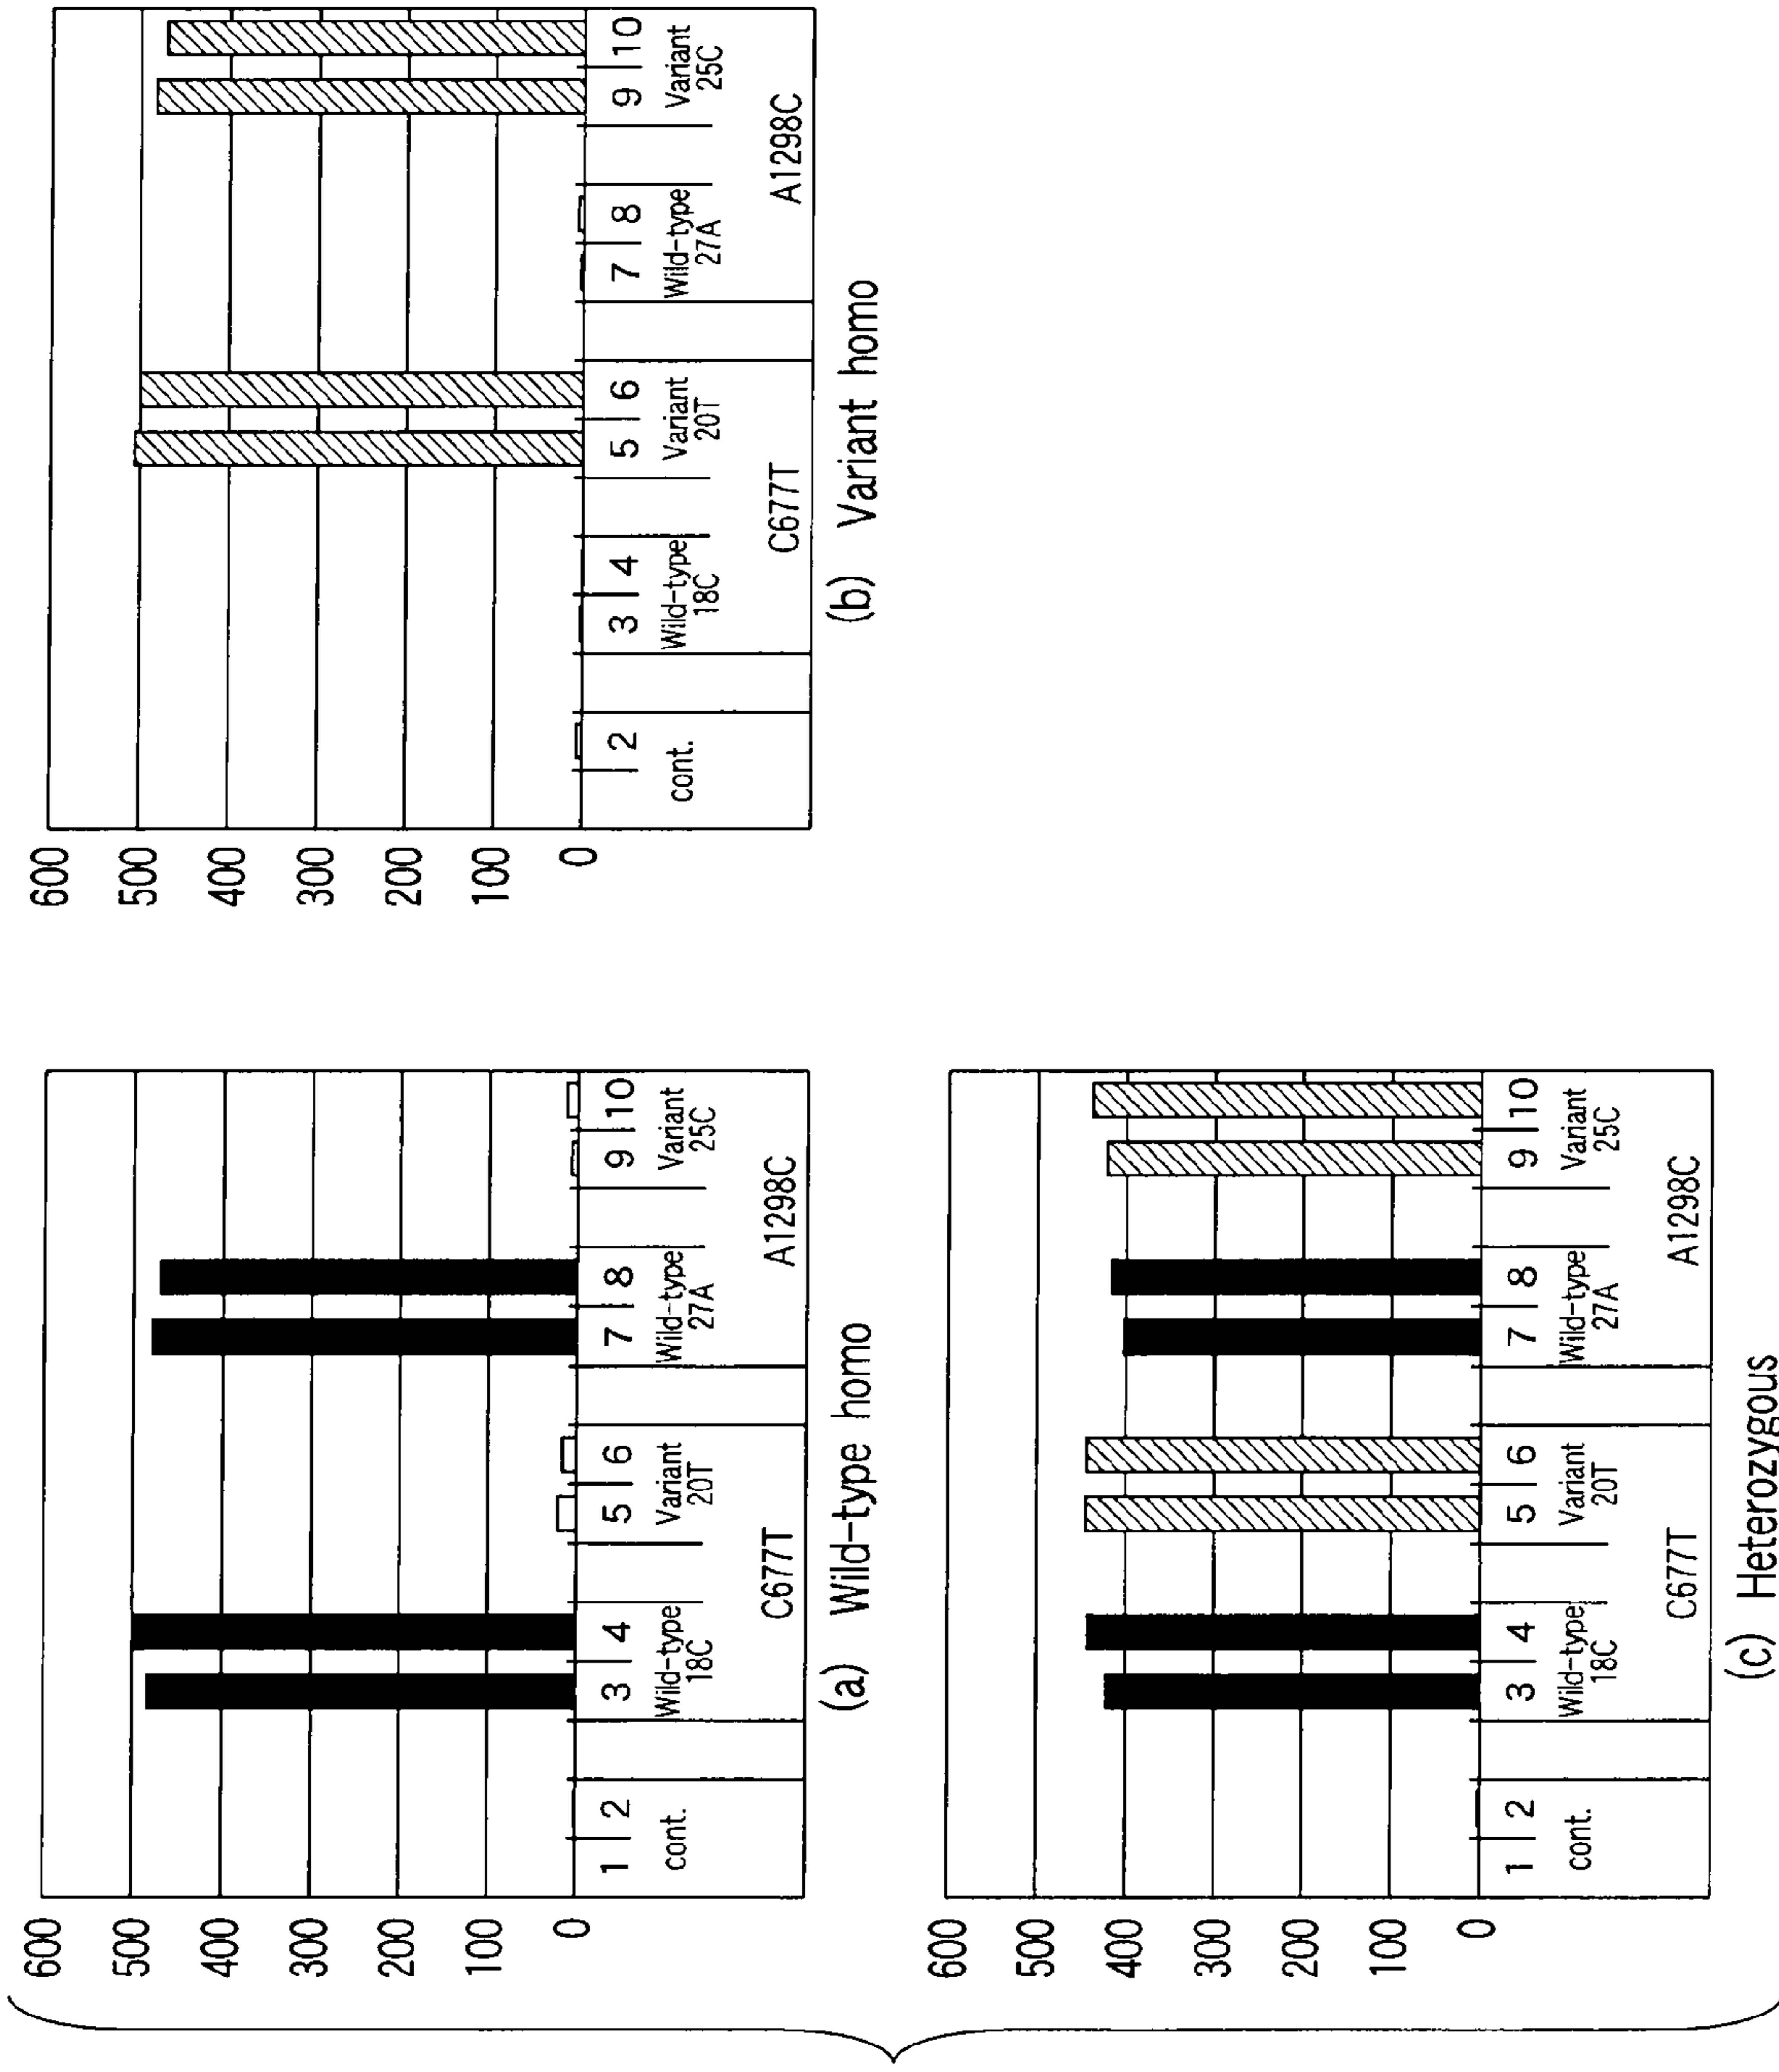 600
500
400
300
200
100
0
1 2 3 4 5 6 7 8 9 10
cont. Wild-type Variant Wild-type Variant
18C 20T 27A 25C
C677T A1298C
(a) Wild-type homo
600
500
400
300
200
100
0
2 3 4 5 6 7 8 9 10
cont. Wild-type Variant Wild-type Variant
18C 20T 27A 25C
C677T A1298C
(b) Variant homo
600
500
400
300
200
100
0
1 2 3 4 5 6 7 8 9 10
cont. Wild-type Variant Wild-type Variant
18C 20T 27A 25C
C677T A1298C
(c) Heterozygous